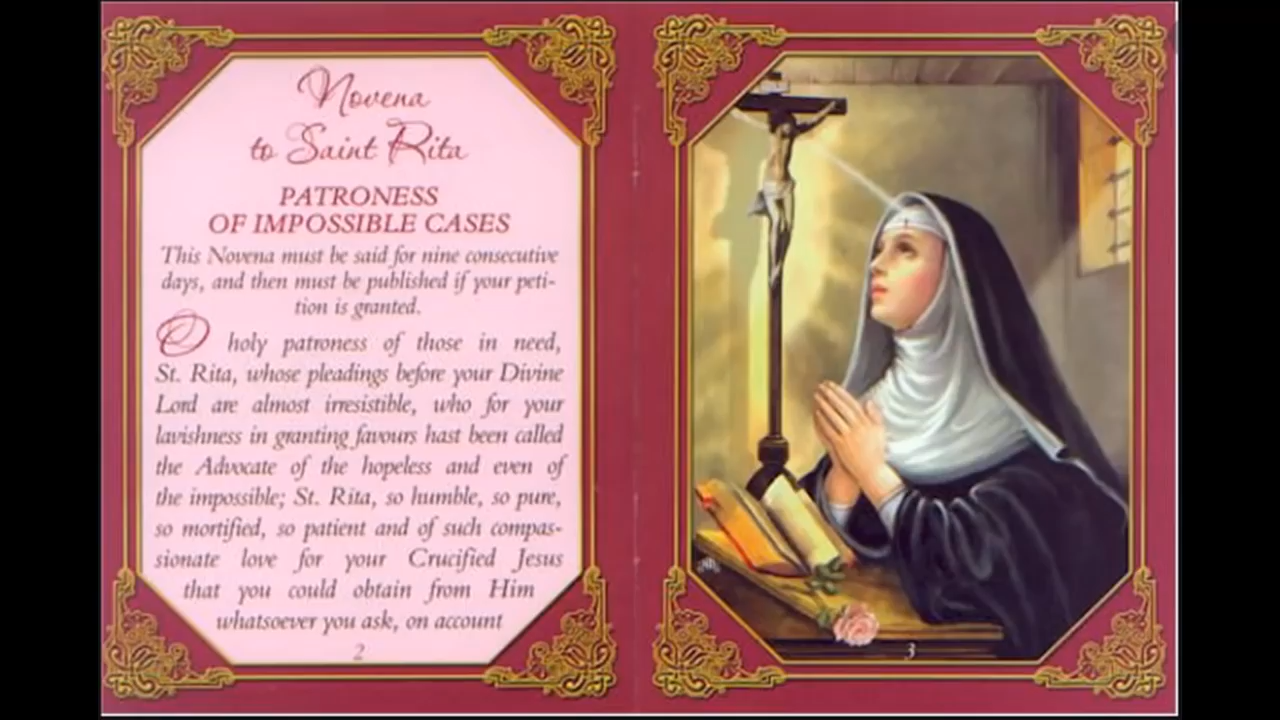 Novena
to Saint Rita
PATRONESS
OF IMPOSSIBLE CASES
This Novena must be said for nine consecutive
days, and then must be published if your peti-
tion is granted.
O holy patroness of those in need,
St. Rita, whose pleadings before your Divine
Lord are almost irresistible, who for your
lavishness in granting favours hast been called
the Advocate of the hopeless and even of
the impossible; St. Rita, so humble, so pure,
so mortified, so patient and of such compas-
sionate love for your Crucified Jesus
that you could obtain from Him
whatsoever you ask, on account
2
3